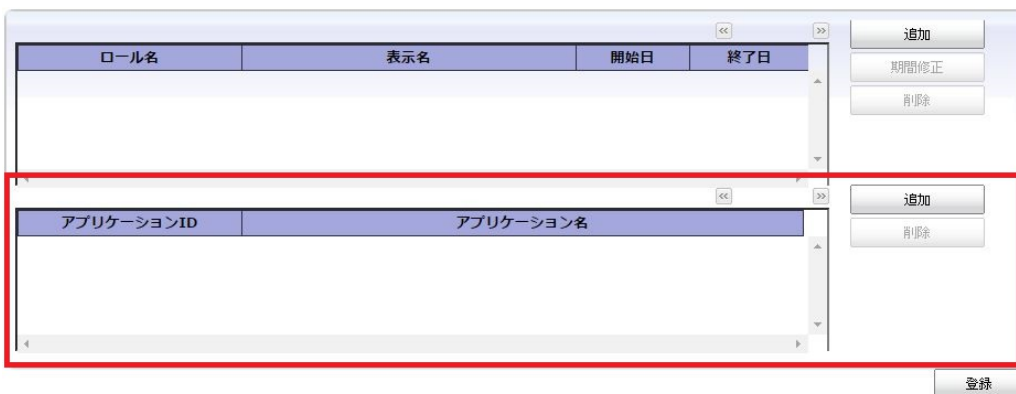 << >> 追加
ロール名 表示名 開始日 終了日
期間修正
削除
<< >> 追加
アプリケーションID アプリケーション名
削除
登録